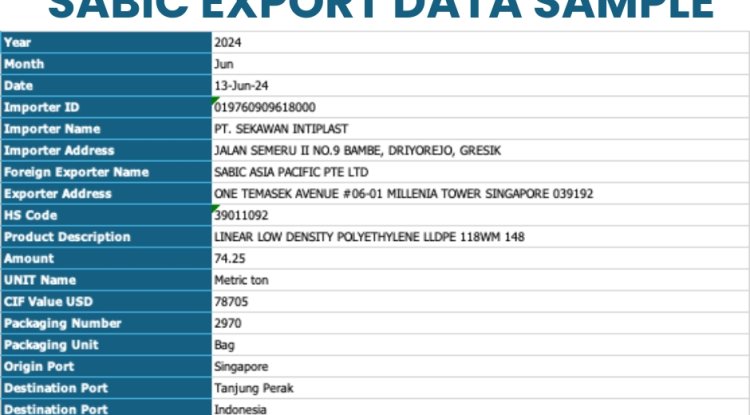 SABIC EXPORT DATA SAMPLE
Year 2024
Month Jun
Date 13-Jun-24
Importer ID 019760909618000
Importer Name PT. SEKAWAN INTIPLAST
Importer Address JALAN SEMERU II NO.9 BAMBE, DRIYOREJO, GRESIK
Foreign Exporter Name SABIC ASIA PACIFIC PTE LTD
Exporter Address ONE TEMASEK AVENUE #06-01 MILLENIA TOWER SINGAPORE 039192
HS Code 39011092
Product Description LINEAR LOW DENSITY POLYETHYLENE LLDPE 118WM 148
Amount 74.25
UNIT Name Metric ton
CIF Value USD 78705
Packaging Number 2970
Packaging Unit Bag
Origin Port Singapore
Destination Port Tanjung Perak
Destination Port Indonesia